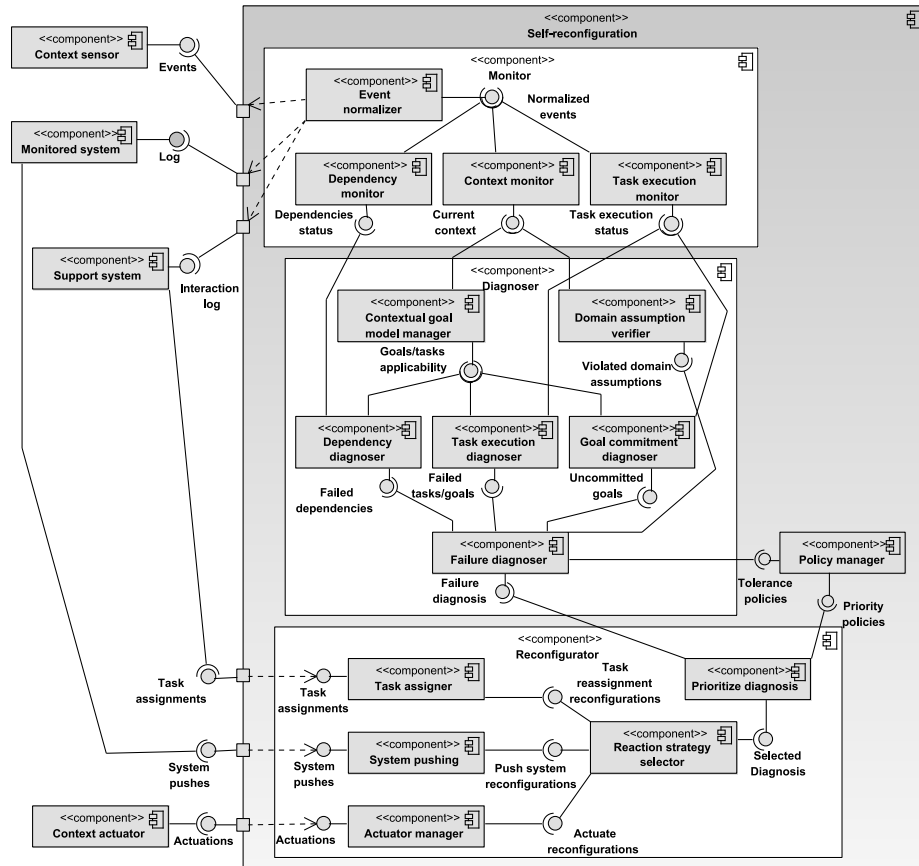 <<component>>
Self-reconfiguration
<<component>>
Context sensor
Events
<<component>>
Monitor
<<component>>
Event
normalizer
Normalized
events
<<component>>
Monitored system
Log
<<component>>
Dependency
monitor
<<component>>
Context monitor
<<component>>
Task execution
monitor
Dependencies
status
Current
context
Task execution
status
<<component>>
Support system
Interaction
log
<<component>>
Diagnoser
<<component>>
Contextual goal
model manager
<<component>>
Domain assumption
verifier
Goals/tasks
applicability
Violated domain
assumptions
<<component>>
Dependency
diagnoser
<<component>>
Task execution
diagnoser
<<component>>
Goal commitment
diagnoser
Failed
dependencies
Failed
tasks/goals
Uncommitted
goals
<<component>>
Failure diagnoser
<<component>>
Policy manager
Failure
diagnosis
Tolerance
policies
Priority
policies
<<component>>
Reconfigurator
Task
assignments
Task
assignments
<<component>>
Task assigner
Task
reassignment
reconfigurations
<<component>>
Prioritize diagnosis
System
pushes
System
pushes
<<component>>
System pushing
Push system
reconfigurations
<<component>>
Reaction strategy
selector
Selected
Diagnosis
<<component>>
Context actuator
Actuations
Actuations
<<component>>
Actuator manager
Actuate
reconfigurations